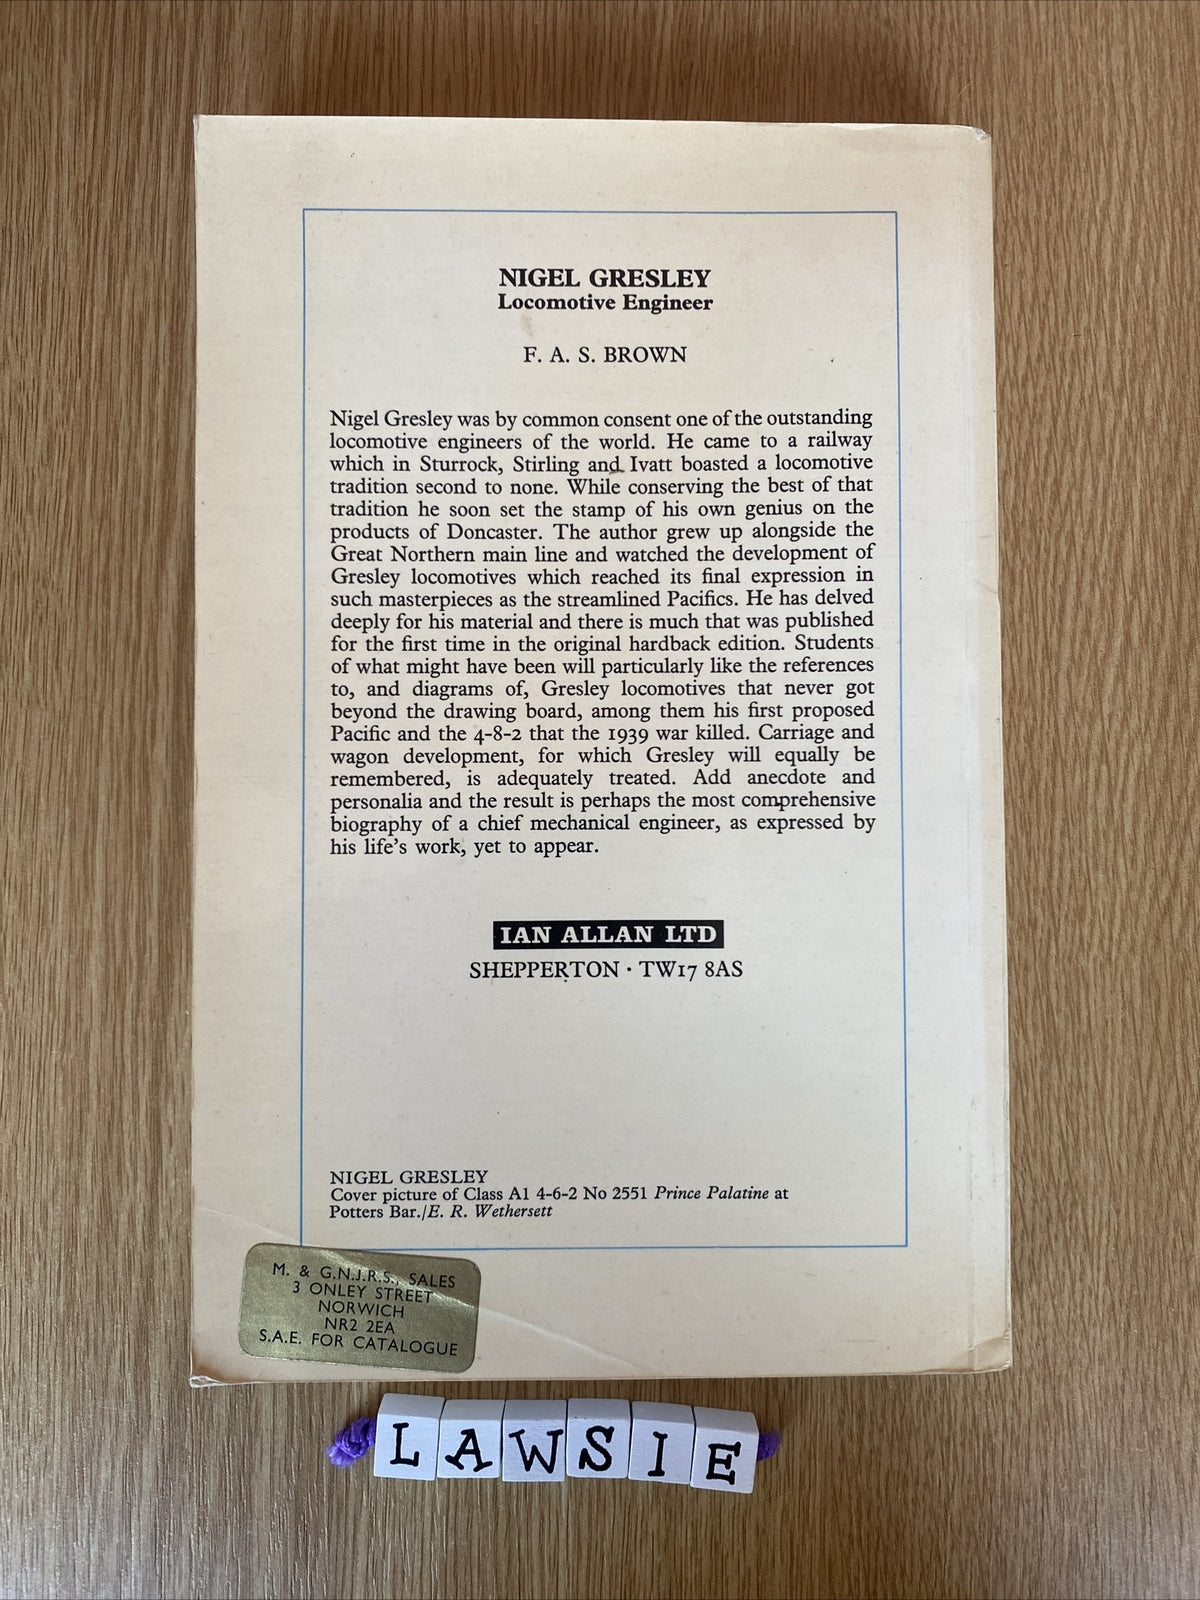 NIGEL GRESLEY
Locomotive Engineer
F. A. S. BROWN
Nigel Gresley was by common consent one of the outstanding
locomotive engineers of the world. He came to a railway
which in Sturrock, Stirling and Ivatt boasted a locomotive
tradition second to none. While conserving the best of that
tradition he soon set the stamp of his own genius on the
products of Doncaster. The author grew up alongside the
Great Northern main line and watched the development of
Gresley locomotives which reached its final expression in
such masterpieces as the streamlined Pacifics. He has delved
deeply for his material and there is much that was published
for the first time in the original hardback edition. Students
of what might have been will particularly like the references
to, and diagrams of, Gresley locomotives that never got
beyond the drawing board, among them his first proposed
Pacific and the 4-8-2 that the 1939 war killed. Carriage and
wagon development, for which Gresley will equally be
remembered, is adequately treated. Add anecdote and
personalia and the result is perhaps the most comprehensive
biography of a chief mechanical engineer, as expressed by
his life's work, yet to appear.
IAN ALLAN LTD
SHEPPERTON · TW17 8AS
NIGEL GRESLEY
Cover picture of Class A1 4-6-2 No 2551 Prince Palatine at
Potters Bar./E. R. Wethersett
M. & G.N.J.R.S., SALES
3 ONLEY STREET
NORWICH
NR2 2EA
S.A.E. FOR CATALOGUE
LAWSIE